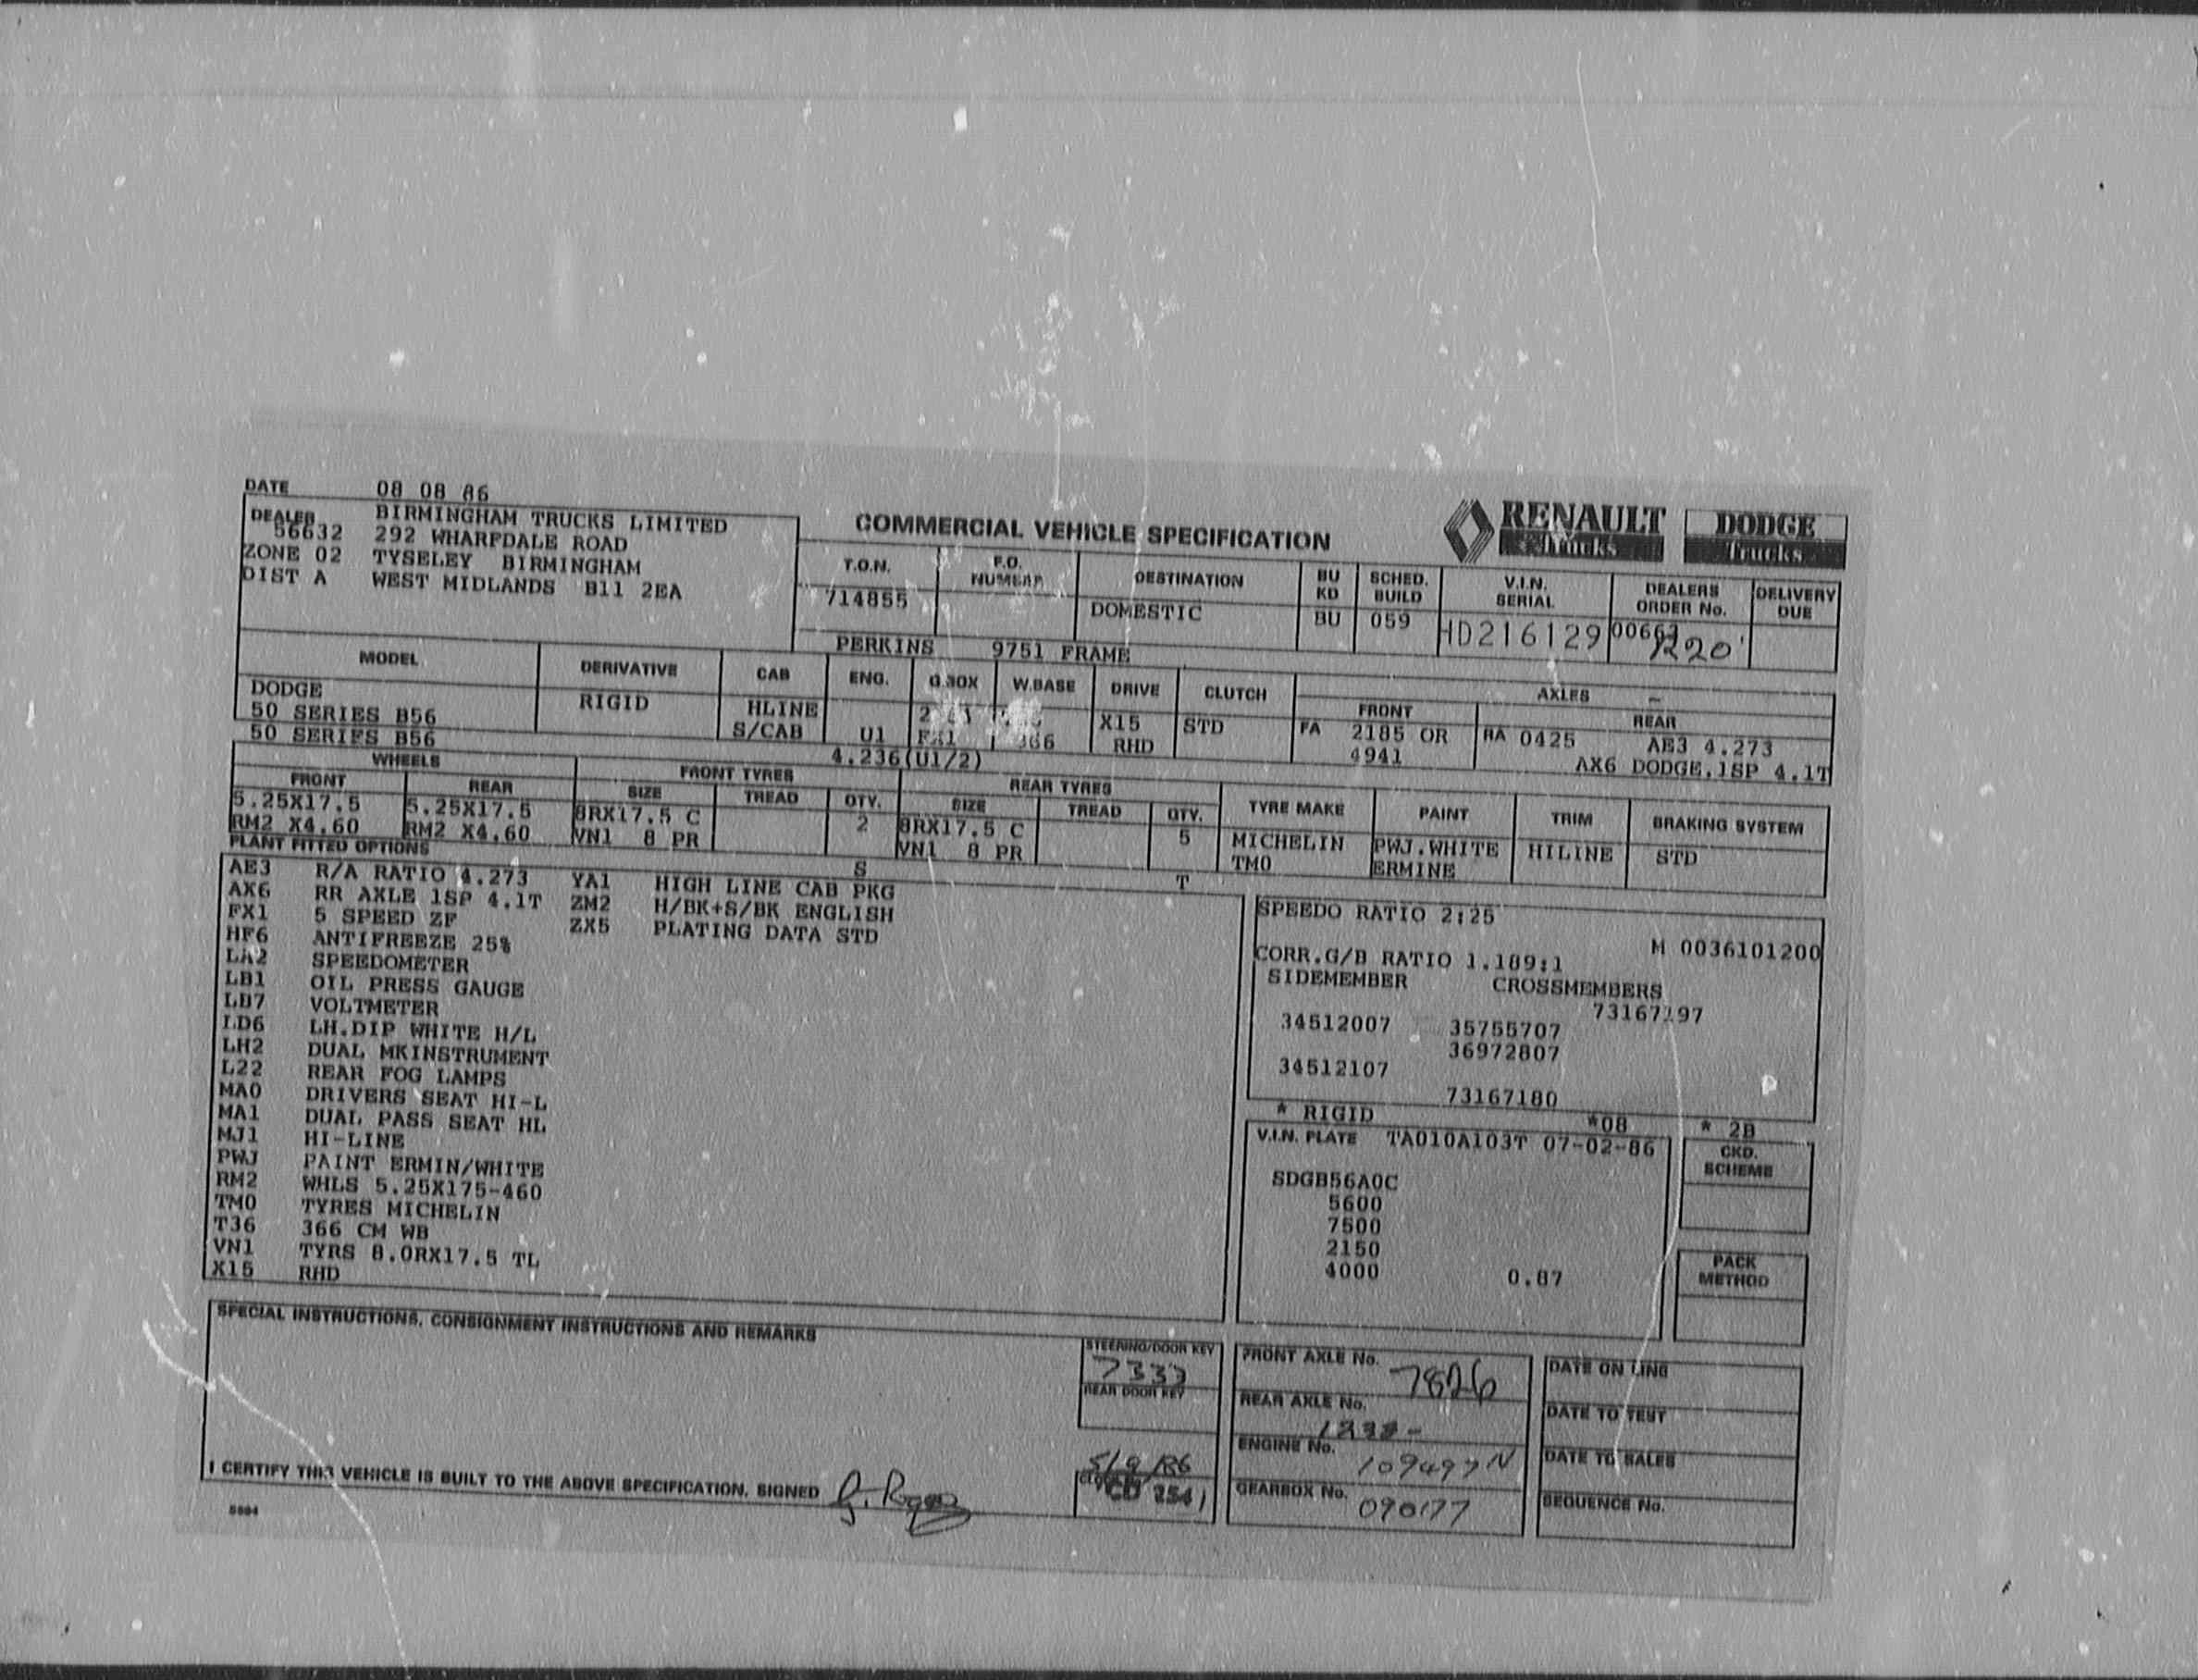 DATE 08 08 86
DEALER BIRMINGHAM TRUCKS LIMITED
56632 292 WHARFDALE ROAD
ZONE 02 TYSELEY BIRMINGHAM
DIST A WEST MIDLANDS B11 2EA
COMMERCIAL VEHICLE SPECIFICATION
RENAULT Trucks
DODGE Trucks
T.O.N. F.O. NUMBER DESTINATION BU KD SCHED. BUILD V.I.N. SERIAL DEALERS ORDER No. DELIVERY DUE
714855 DOMESTIC BU 059 HD216129 R20
PERKINS 9751 FRAME
MODEL DERIVATIVE CAB ENG. G.BOX W.BASE DRIVE CLUTCH AXLES
FRONT REAR
DODGE RIGID HLINE X15 STD FA 2185 OR RA 0425 AE3 4.273
50 SERIES B56 S/CAB U1 FX1 366 RHD 4941 AX6 DODGE.1SP 4.1T
50 SERIES B56 4.236(U1/2)
WHEELS FRONT TYRES REAR TYRES
FRONT REAR SIZE TREAD QTY. SIZE TREAD QTY. TYRE MAKE PAINT TRIM BRAKING SYSTEM
5.25X17.5 5.25X17.5 8RX17.5 C 2 8RX17.5 C 5 MICHELIN PWJ.WHITE HILINE STD
RM2 X4.60 RM2 X4.60 VN1 8 PR VN1 8 PR TM0 ERMINE
PLANT FITTED OPTIONS S T
AE3 R/A RATIO 4.273 YA1 HIGH LINE CAB PKG
AX6 RR AXLE 1SP 4.1T ZM2 H/BK+S/BK ENGLISH
FX1 5 SPEED ZF ZX5 PLATING DATA STD
HF6 ANTIFREEZE 25%
LA2 SPEEDOMETER
LB1 OIL PRESS GAUGE
LB7 VOLTMETER
LD6 LH.DIP WHITE H/L
LH2 DUAL MKINSTRUMENT
L22 REAR FOG LAMPS
MA0 DRIVERS SEAT HI-L
MA1 DUAL PASS SEAT HL
MJ1 HI-LINE
PWJ PAINT ERMIN/WHITE
RM2 WHLS 5.25X175-460
TM0 TYRES MICHELIN
T36 366 CM WB
VN1 TYRS 8.0RX17.5 TL
X15 RHD
SPEEDO RATIO 2:25
M 0036101200
CORR.G/B RATIO 1.189:1
SIDEMEMBER CROSSMEMBERS
73167197
34512007 35755707
36972807
34512107
73167180
* RIGID *08 * 2B
V.I.N. PLATE TA010A103T 07-02-86
SDGB56A0C
5600
7500
2150
4000 0.87
CKD. SCHEME
PACK METHOD
SPECIAL INSTRUCTIONS, CONSIGNMENT INSTRUCTIONS AND REMARKS
STEERING/DOOR KEY
REAR DOOR KEY
5/9/86
CD 2541
FRONT AXLE No. 7826
REAR AXLE No.
ENGINE No. 109497N
GEARBOX No. 090177
DATE ON LINE
DATE TO TEST
DATE TO SALES
SEQUENCE No.
I CERTIFY THIS VEHICLE IS BUILT TO THE ABOVE SPECIFICATION. SIGNED